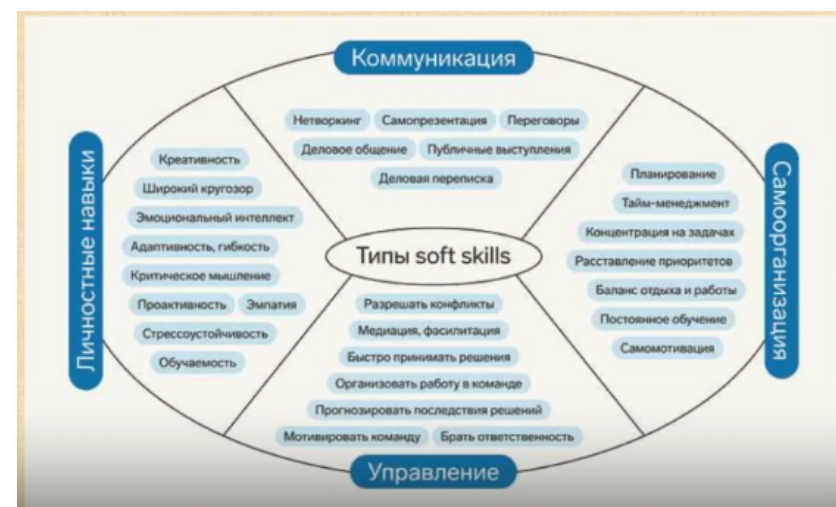 Коммуникация
Нетворкинг Самопрезентация Переговоры
Деловое общение Публичные выступления
Деловая переписка
Личностные навыки
Креативность
Широкий кругозор
Эмоциональный интеллект
Адаптивность, гибкость
Критическое мышление
Проактивность Эмпатия
Стрессоустойчивость
Обучаемость
Типы soft skills
Самоорганизация
Планирование
Тайм-менеджмент
Концентрация на задачах
Расставление приоритетов
Баланс отдыха и работы
Постоянное обучение
Самомотивация
Разрешать конфликты
Медиация, фасилитация
Быстро принимать решения
Организовать работу в команде
Прогнозировать последствия решений
Мотивировать команду Брать ответственность
Управление